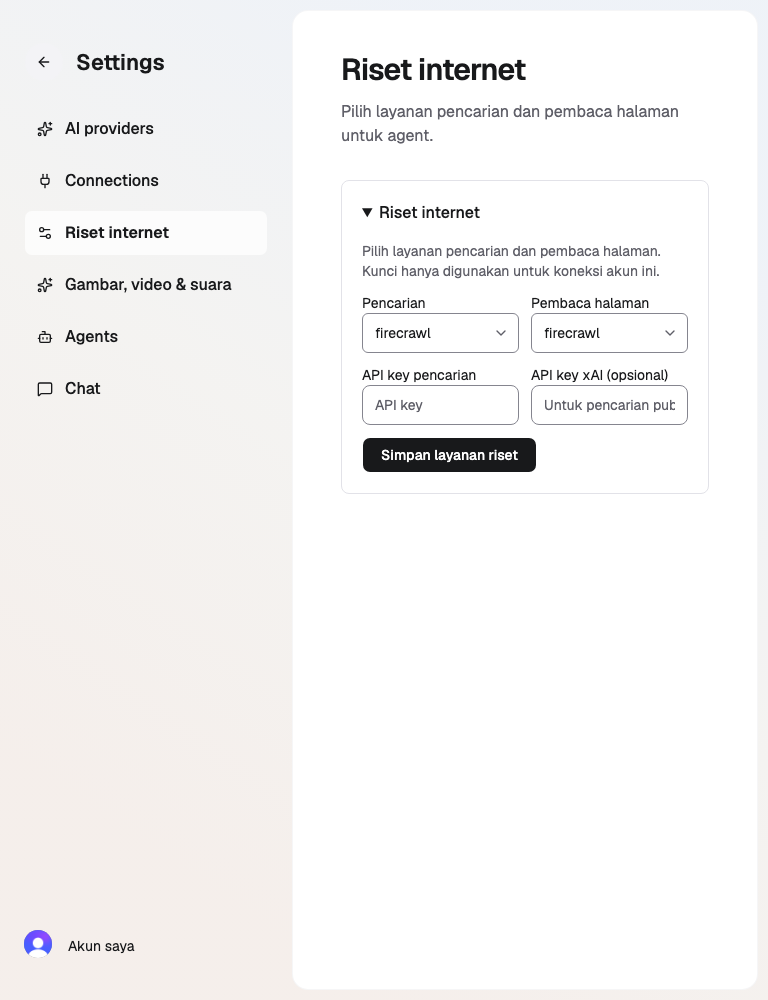 Settings
AI providers
Connections
Riset internet
Gambar, video & suara
Agents
Chat
Akun saya
Riset internet
Pilih layanan pencarian dan pembaca halaman
untuk agent.
Riset internet
Pilih layanan pencarian dan pembaca halaman.
Kunci hanya digunakan untuk koneksi akun ini.
Pencarian
Pembaca halaman
firecrawl
firecrawl
API key pencarian
API key xAI (opsional)
API key
Untuk pencarian
Simpan layanan riset